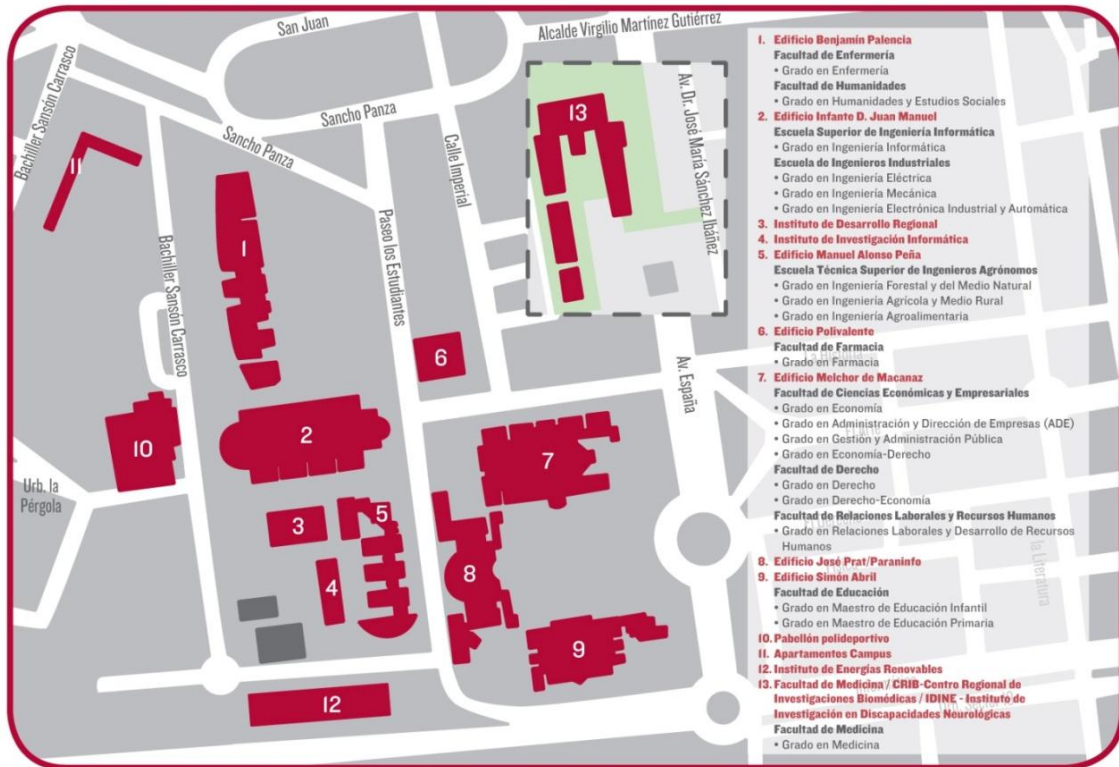 San Juan
Alcalde Virgilio Martínez Gutiérrez
Bachiller Sansón Carrasco
Sancho Panza
Sancho Panza
Calle Imperial
Av. Dr. José María Sánchez Ibáñez
Bachiller Sansón Carrasco
Paseo los Estudiantes
Av. España
Urb. la
Pérgola
la Literatura
11
13
1
6
2
10
7
3
5
4
8
9
12
1. Edificio Benjamín Palencia
Facultad de Enfermería
• Grado en Enfermería
Facultad de Humanidades
• Grado en Humanidades y Estudios Sociales
2. Edificio Infante D. Juan Manuel
Escuela Superior de Ingeniería Informática
• Grado en Ingeniería Informática
Escuela de Ingenieros Industriales
• Grado en Ingeniería Eléctrica
• Grado en Ingeniería Mecánica
• Grado en Ingeniería Electrónica Industrial y Automática
3. Instituto de Desarrollo Regional
4. Instituto de Investigación Informática
5. Edificio Manuel Alonso Peña
Escuela Técnica Superior de Ingenieros Agrónomos
• Grado en Ingeniería Forestal y del Medio Natural
• Grado en Ingeniería Agrícola y Medio Rural
• Grado en Ingeniería Agroalimentaria
6. Edificio Polivalente
Facultad de Farmacia
• Grado en Farmacia
7. Edificio Melchor de Macanaz
Facultad de Ciencias Económicas y Empresariales
• Grado en Economía
• Grado en Administración y Dirección de Empresas (ADE)
• Grado en Gestión y Administración Pública
• Grado en Economía-Derecho
Facultad de Derecho
• Grado en Derecho
• Grado en Derecho-Economía
Facultad de Relaciones Laborales y Recursos Humanos
• Grado en Relaciones Laborales y Desarrollo de Recursos
Humanos
8. Edificio José Prat/Paraninfo
9. Edificio Simón Abril
Facultad de Educación
• Grado en Maestro de Educación Infantil
• Grado en Maestro de Educación Primaria
10. Pabellón polideportivo
11. Apartamentos Campus
12. Instituto de Energías Renovables
13. Facultad de Medicina / CRIB-Centro Regional de
Investigaciones Biomédicas / IDINE - Instituto de
Investigación en Discapacidades Neurológicas
Facultad de Medicina
• Grado en Medicina